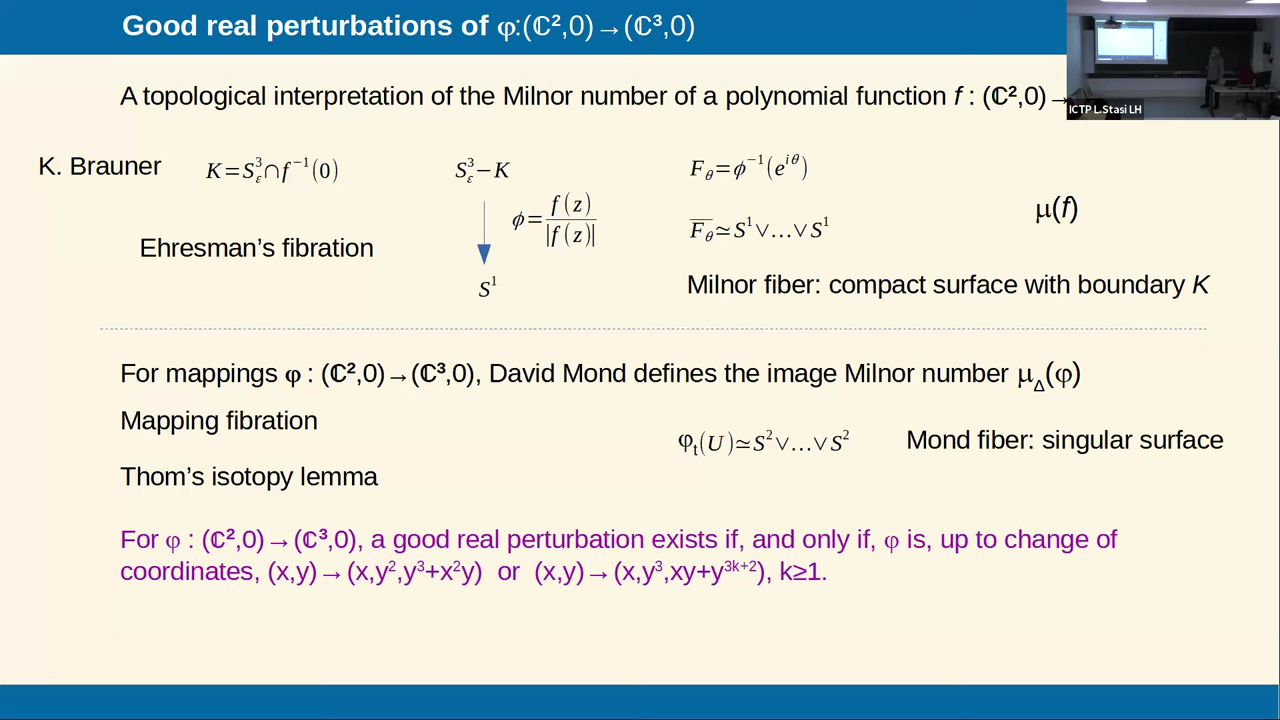 Good real perturbations of φ:(ℂ²,0)→(ℂ³,0)
A topological interpretation of the Milnor number of a polynomial function f : (ℂ²,0)→
ICTP L.Stasi LH
K. Brauner
K=S³_ε∩f⁻¹(0)
S³_ε−K
ϕ=f(z)/|f(z)|
S¹
F_θ=ϕ⁻¹(e^{iθ})
\overline{F_θ}≃S¹∨…∨S¹
μ(f)
Ehresman's fibration
Milnor fiber: compact surface with boundary K
For mappings φ : (ℂ²,0)→(ℂ³,0), David Mond defines the image Milnor number μ_Δ(φ)
Mapping fibration
φ_t(U)≃S²∨…∨S²
Mond fiber: singular surface
Thom's isotopy lemma
For φ : (ℂ²,0)→(ℂ³,0), a good real perturbation exists if, and only if, φ is, up to change of
coordinates, (x,y)→(x,y²,y³+x²y) or (x,y)→(x,y³,xy+y^{3k+2}), k≥1.